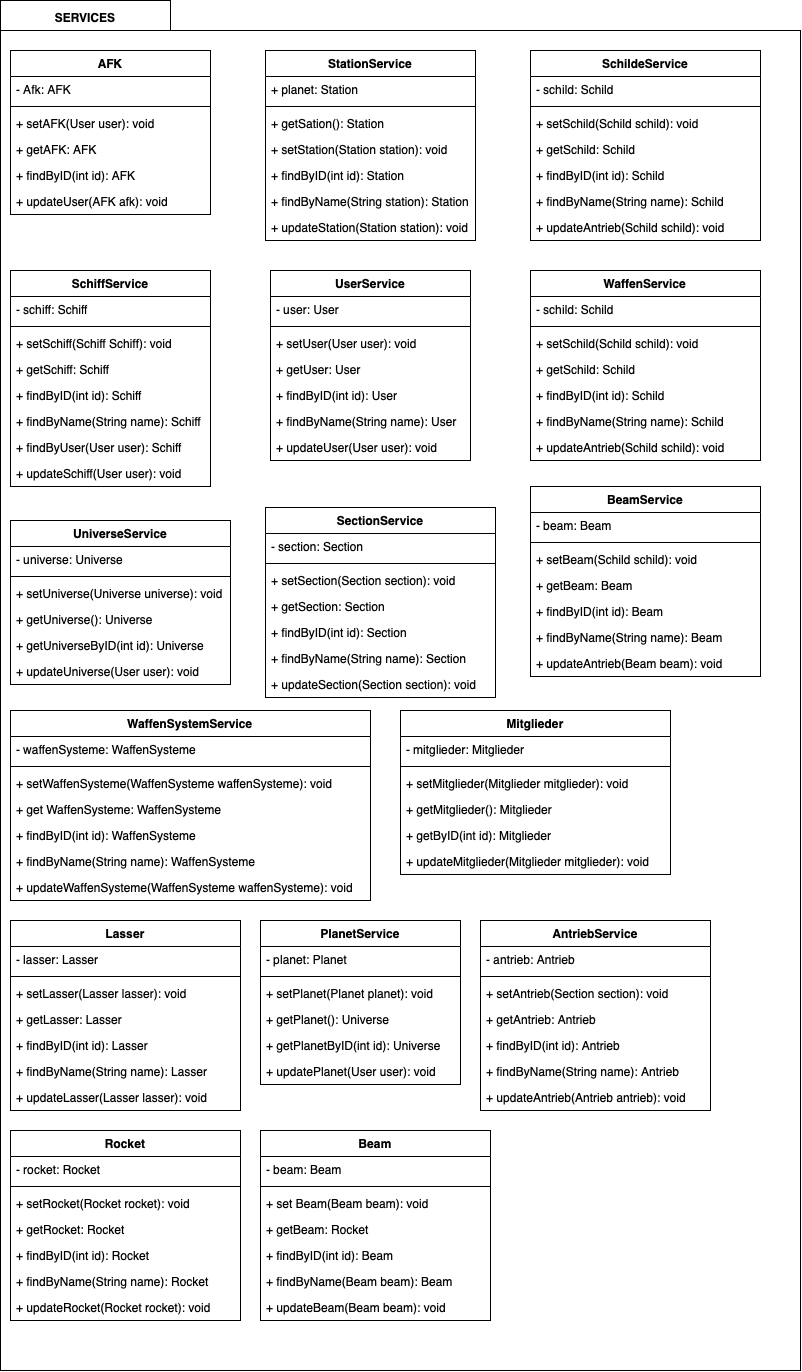 SERVICES
AFK
- Afk: AFK
+ setAFK(User user): void
+ getAFK: AFK
+ findByID(int id): AFK
+ updateUser(AFK afk): void
StationService
+ planet: Station
+ getSation(): Station
+ setStation(Station station): void
+ findByID(int id): Station
+ findByName(String station): Station
+ updateStation(Station station): void
SchildeService
- schild: Schild
+ setSchild(Schild schild): void
+ getSchild: Schild
+ findByID(int id): Schild
+ findByName(String name): Schild
+ updateAntrieb(Schild schild): void
SchiffService
- schiff: Schiff
+ setSchiff(Schiff Schiff): void
+ getSchiff: Schiff
+ findByID(int id): Schiff
+ findByName(String name): Schiff
+ findByUser(User user): Schiff
+ updateSchiff(User user): void
UserService
- user: User
+ setUser(User user): void
+ getUser: User
+ findByID(int id): User
+ findByName(String name): User
+ updateUser(User user): void
WaffenService
- schild: Schild
+ setSchild(Schild schild): void
+ getSchild: Schild
+ findByID(int id): Schild
+ findByName(String name): Schild
+ updateAntrieb(Schild schild): void
UniverseService
- universe: Universe
+ setUniverse(Universe universe): void
+ getUniverse(): Universe
+ getUniverseByID(int id): Universe
+ updateUniverse(User user): void
SectionService
- section: Section
+ setSection(Section section): void
+ getSection: Section
+ findByID(int id): Section
+ findByName(String name): Section
+ updateSection(Section section): void
BeamService
- beam: Beam
+ setBeam(Schild schild): void
+ getBeam: Beam
+ findByID(int id): Beam
+ findByName(String name): Beam
+ updateAntrieb(Beam beam): void
WaffenSystemService
- waffenSysteme: WaffenSysteme
+ setWaffenSysteme(WaffenSysteme waffenSysteme): void
+ get WaffenSysteme: WaffenSysteme
+ findByID(int id): WaffenSysteme
+ findByName(String name): WaffenSysteme
+ updateWaffenSysteme(WaffenSysteme waffenSysteme): void
Mitglieder
- mitglieder: Mitglieder
+ setMitglieder(Mitglieder mitglieder): void
+ getMitglieder(): Mitglieder
+ getByID(int id): Mitglieder
+ updateMitglieder(Mitglieder mitglieder): void
Lasser
- lasser: Lasser
+ setLasser(Lasser lasser): void
+ getLasser: Lasser
+ findByID(int id): Lasser
+ findByName(String name): Lasser
+ updateLasser(Lasser lasser): void
PlanetService
- planet: Planet
+ setPlanet(Planet planet): void
+ getPlanet(): Universe
+ getPlanetByID(int id): Universe
+ updatePlanet(User user): void
AntriebService
- antrieb: Antrieb
+ setAntrieb(Section section): void
+ getAntrieb: Antrieb
+ findByID(int id): Antrieb
+ findByName(String name): Antrieb
+ updateAntrieb(Antrieb antrieb): void
Rocket
- rocket: Rocket
+ setRocket(Rocket rocket): void
+ getRocket: Rocket
+ findByID(int id): Rocket
+ findByName(String name): Rocket
+ updateRocket(Rocket rocket): void
Beam
- beam: Beam
+ set Beam(Beam beam): void
+ getBeam: Rocket
+ findByID(int id): Beam
+ findByName(Beam beam): Beam
+ updateBeam(Beam beam): void